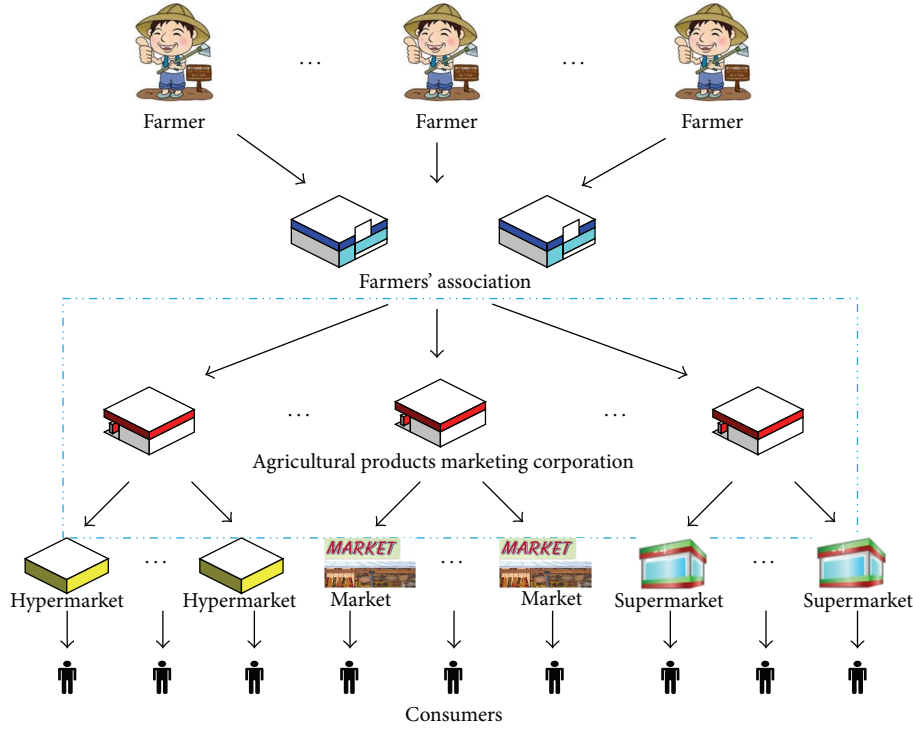 … …
Farmer Farmer Farmer
Farmers’ association
… …
Agricultural products marketing corporation
MARKET MARKET
… … …
Hypermarket Hypermarket Market Market Supermarket Supermarket
Consumers